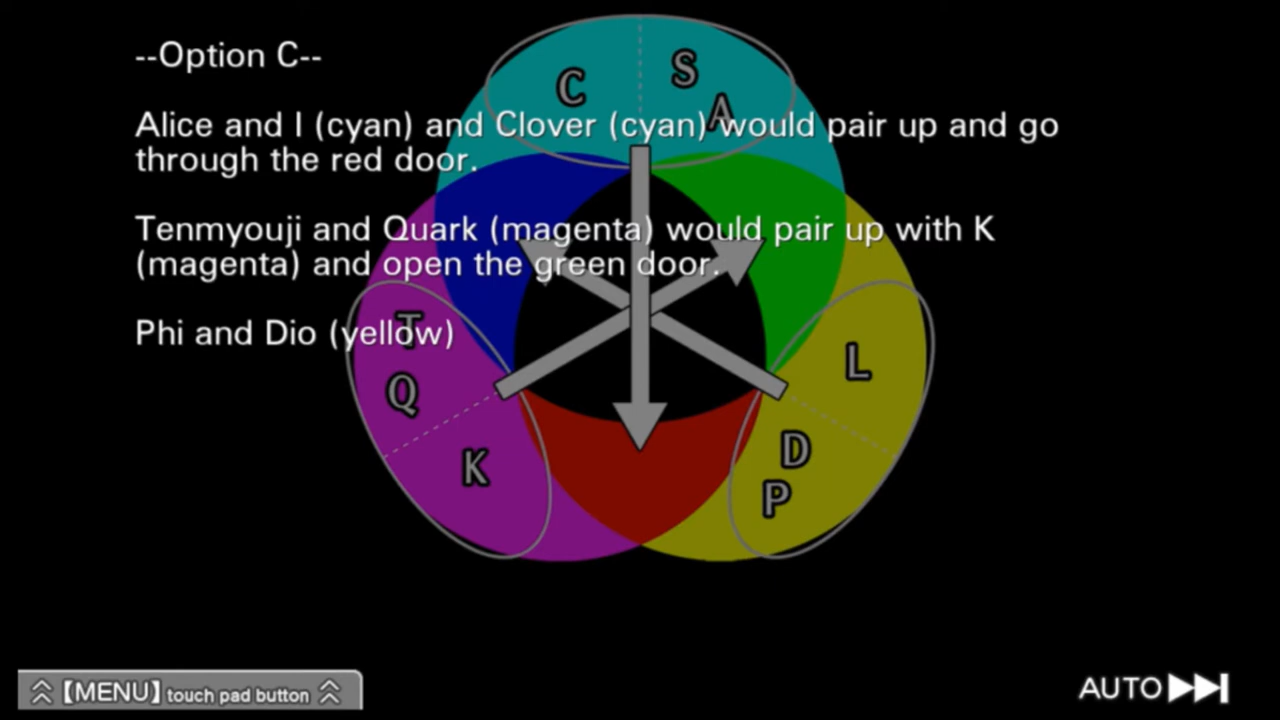 --Option C--
Alice and I (cyan) and Clover (cyan) would pair up and go
through the red door.
Tenmyouji and Quark (magenta) would pair up with K
(magenta) and open the green door.
Phi and Dio (yellow)
C
S
A
T
Q
K
L
D
P
【MENU】 touch pad button
AUTO